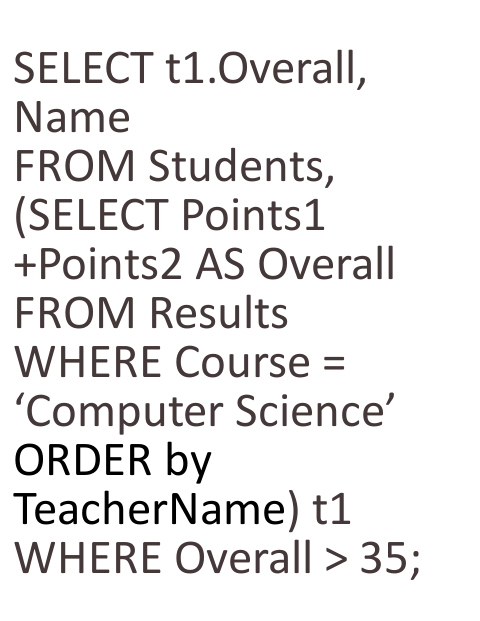 SELECT t1.Overall,
Name
FROM Students,
(SELECT Points1
+Points2 AS Overall
FROM Results
WHERE Course =
‘Computer Science’
ORDER by
TeacherName) t1
WHERE Overall > 35;